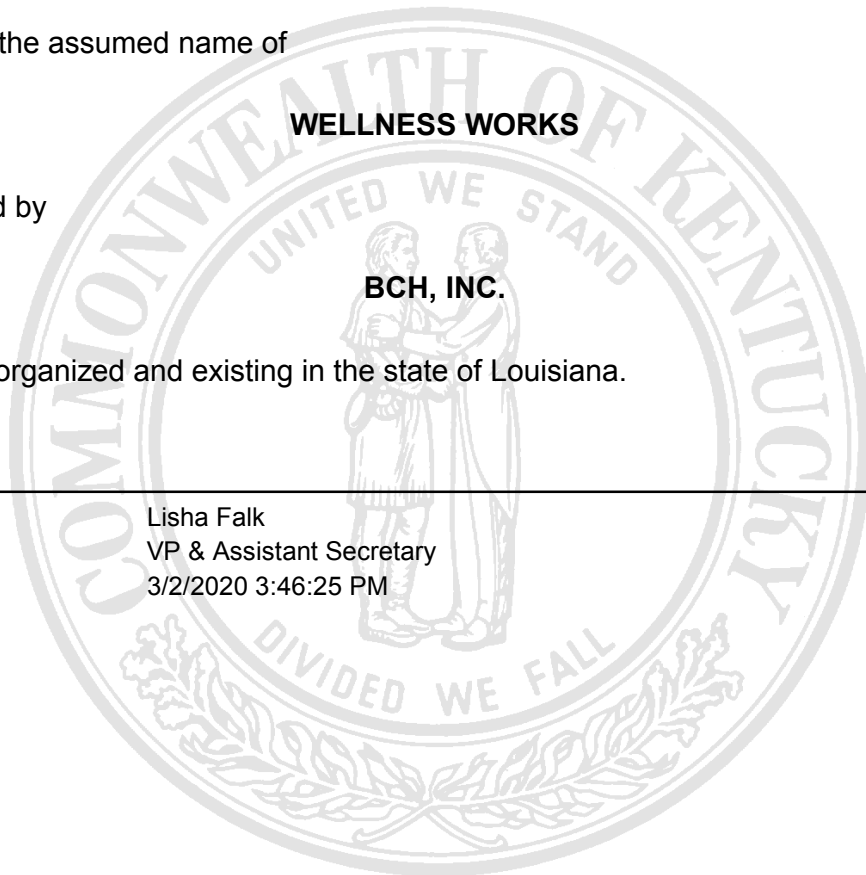 the assumed name of
WELLNESS WORKS
d by
BCH, INC.
organized and existing in the state of Louisiana.
Lisha Falk
VP & Assistant Secretary
3/2/2020 3:46:25 PM
COMMONWEALTH OF KENTUCKY
UNITED WE STAND
DIVIDED WE FALL